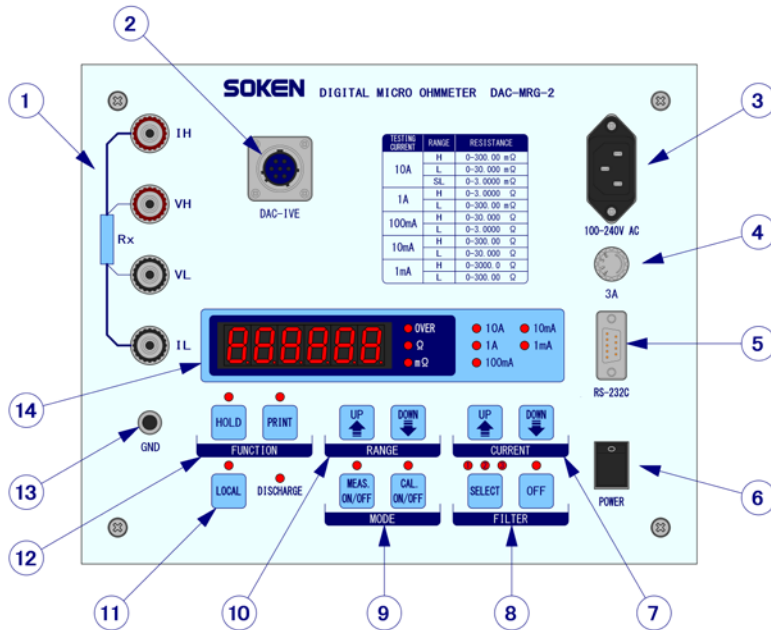 2
1
3
SOKEN DIGITAL MICRO OHMMETER DAC-MRG-2
IH
VH
Rx
VL
IL
DAC-IVE
TESTING CURRENT RANGE RESISTANCE
10A H 0-300.00 mΩ
L 0-30.000 mΩ
SL 0-3.0000 mΩ
1A H 0-3.0000 Ω
L 0-300.00 mΩ
100mA H 0-30.000 Ω
L 0-3.0000 Ω
10mA H 0-300.00 Ω
L 0-30.000 Ω
1mA H 0-3000.0 Ω
L 0-300.00 Ω
100-240V AC
4
3A
5
RS-232C
888888
OVER
Ω
mΩ
10A 10mA
1A 1mA
100mA
14
GND
13
HOLD PRINT
FUNCTION
12
UP DOWN
RANGE
UP DOWN
CURRENT
LOCAL
DISCHARGE
MEAS. ON/OFF
CAL. ON/OFF
MODE
1 2 3
SELECT OFF
FILTER
POWER
6
11
10
9
8
7